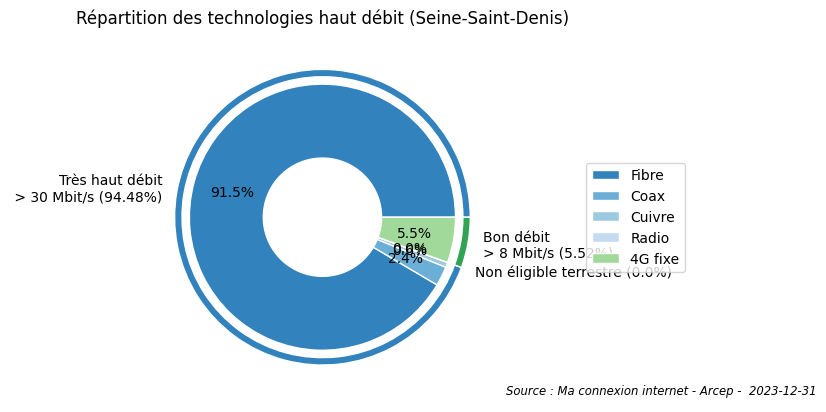 Répartition des technologies haut débit (Seine-Saint-Denis)
Très haut débit
> 30 Mbit/s (94.48%)
91.5%
5.5%
0.0%
2.4%
Bon débit
> 8 Mbit/s (5.52%)
Non éligible terrestre (0.0%)
Fibre
Coax
Cuivre
Radio
4G fixe
Source : Ma connexion internet - Arcep - 2023-12-31